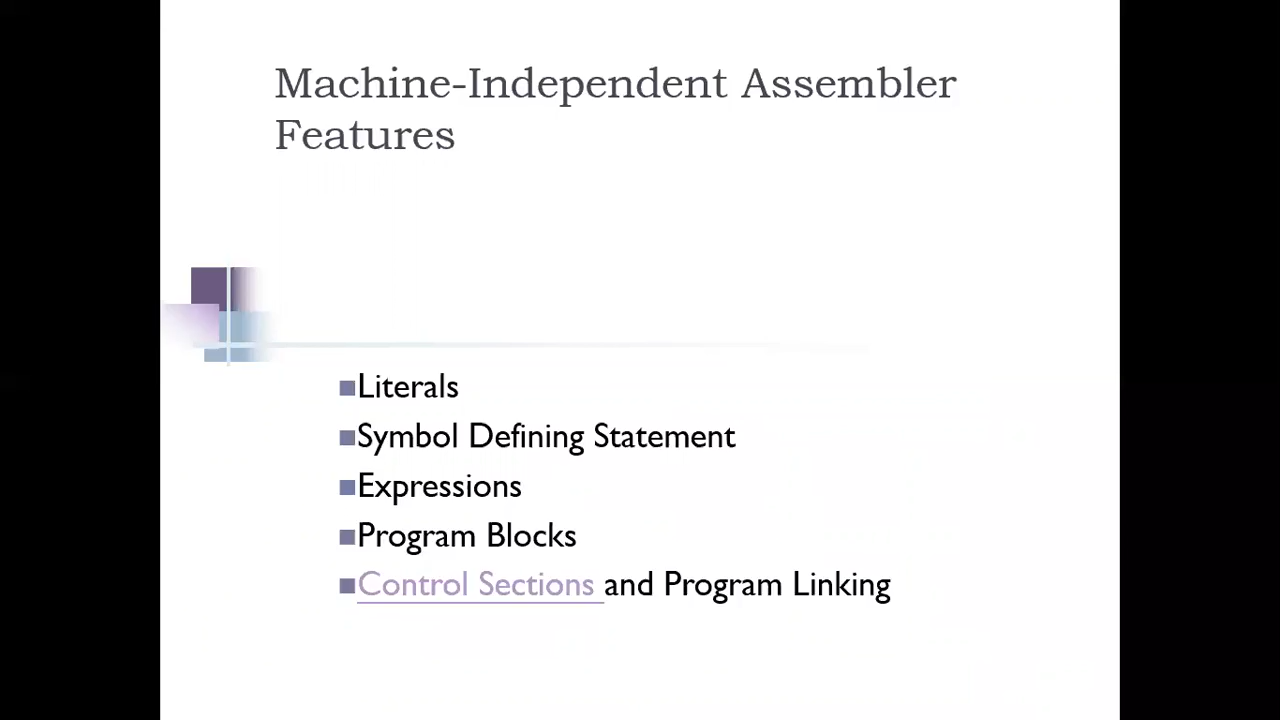 Machine-Independent Assembler
Features
Literals
Symbol Defining Statement
Expressions
Program Blocks
Control Sections and Program Linking